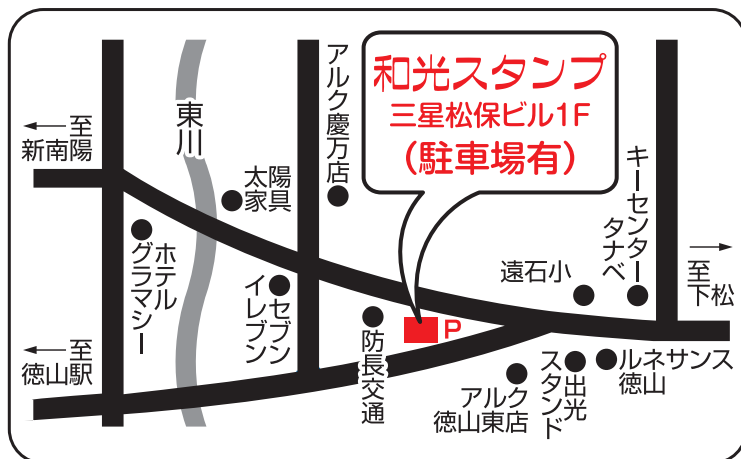 和光スタンプ
三星松保ビル1F
(駐車場有)
アルク慶万店
東川
至
新南陽
太陽
家具
キーセンター
タナベ
ホテル
グラマシー
セブン
イレブン
遠石小
至
下松
防長交通
P
至
徳山駅
アルク
徳山東店
出光
スタンド
ルネサンス
徳山